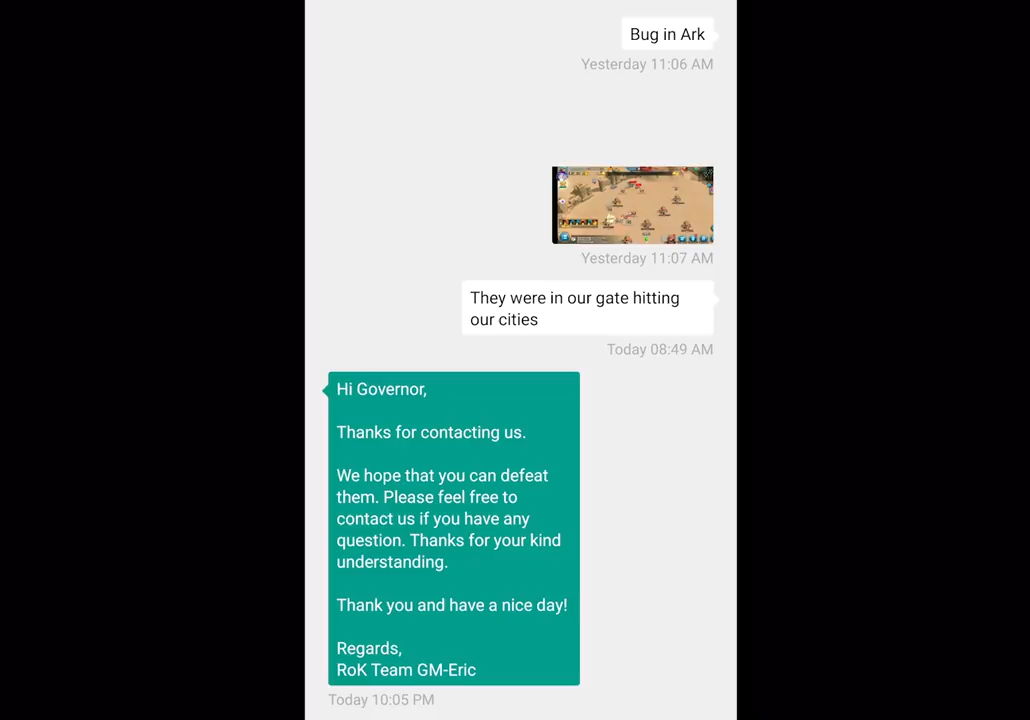 Bug in Ark
Yesterday 11:06 AM
Yesterday 11:07 AM
They were in our gate hitting
our cities
Today 08:49 AM
Hi Governor,
Thanks for contacting us.
We hope that you can defeat
them. Please feel free to
contact us if you have any
question. Thanks for your kind
understanding.
Thank you and have a nice day!
Regards,
RoK Team GM-Eric
Today 10:05 PM